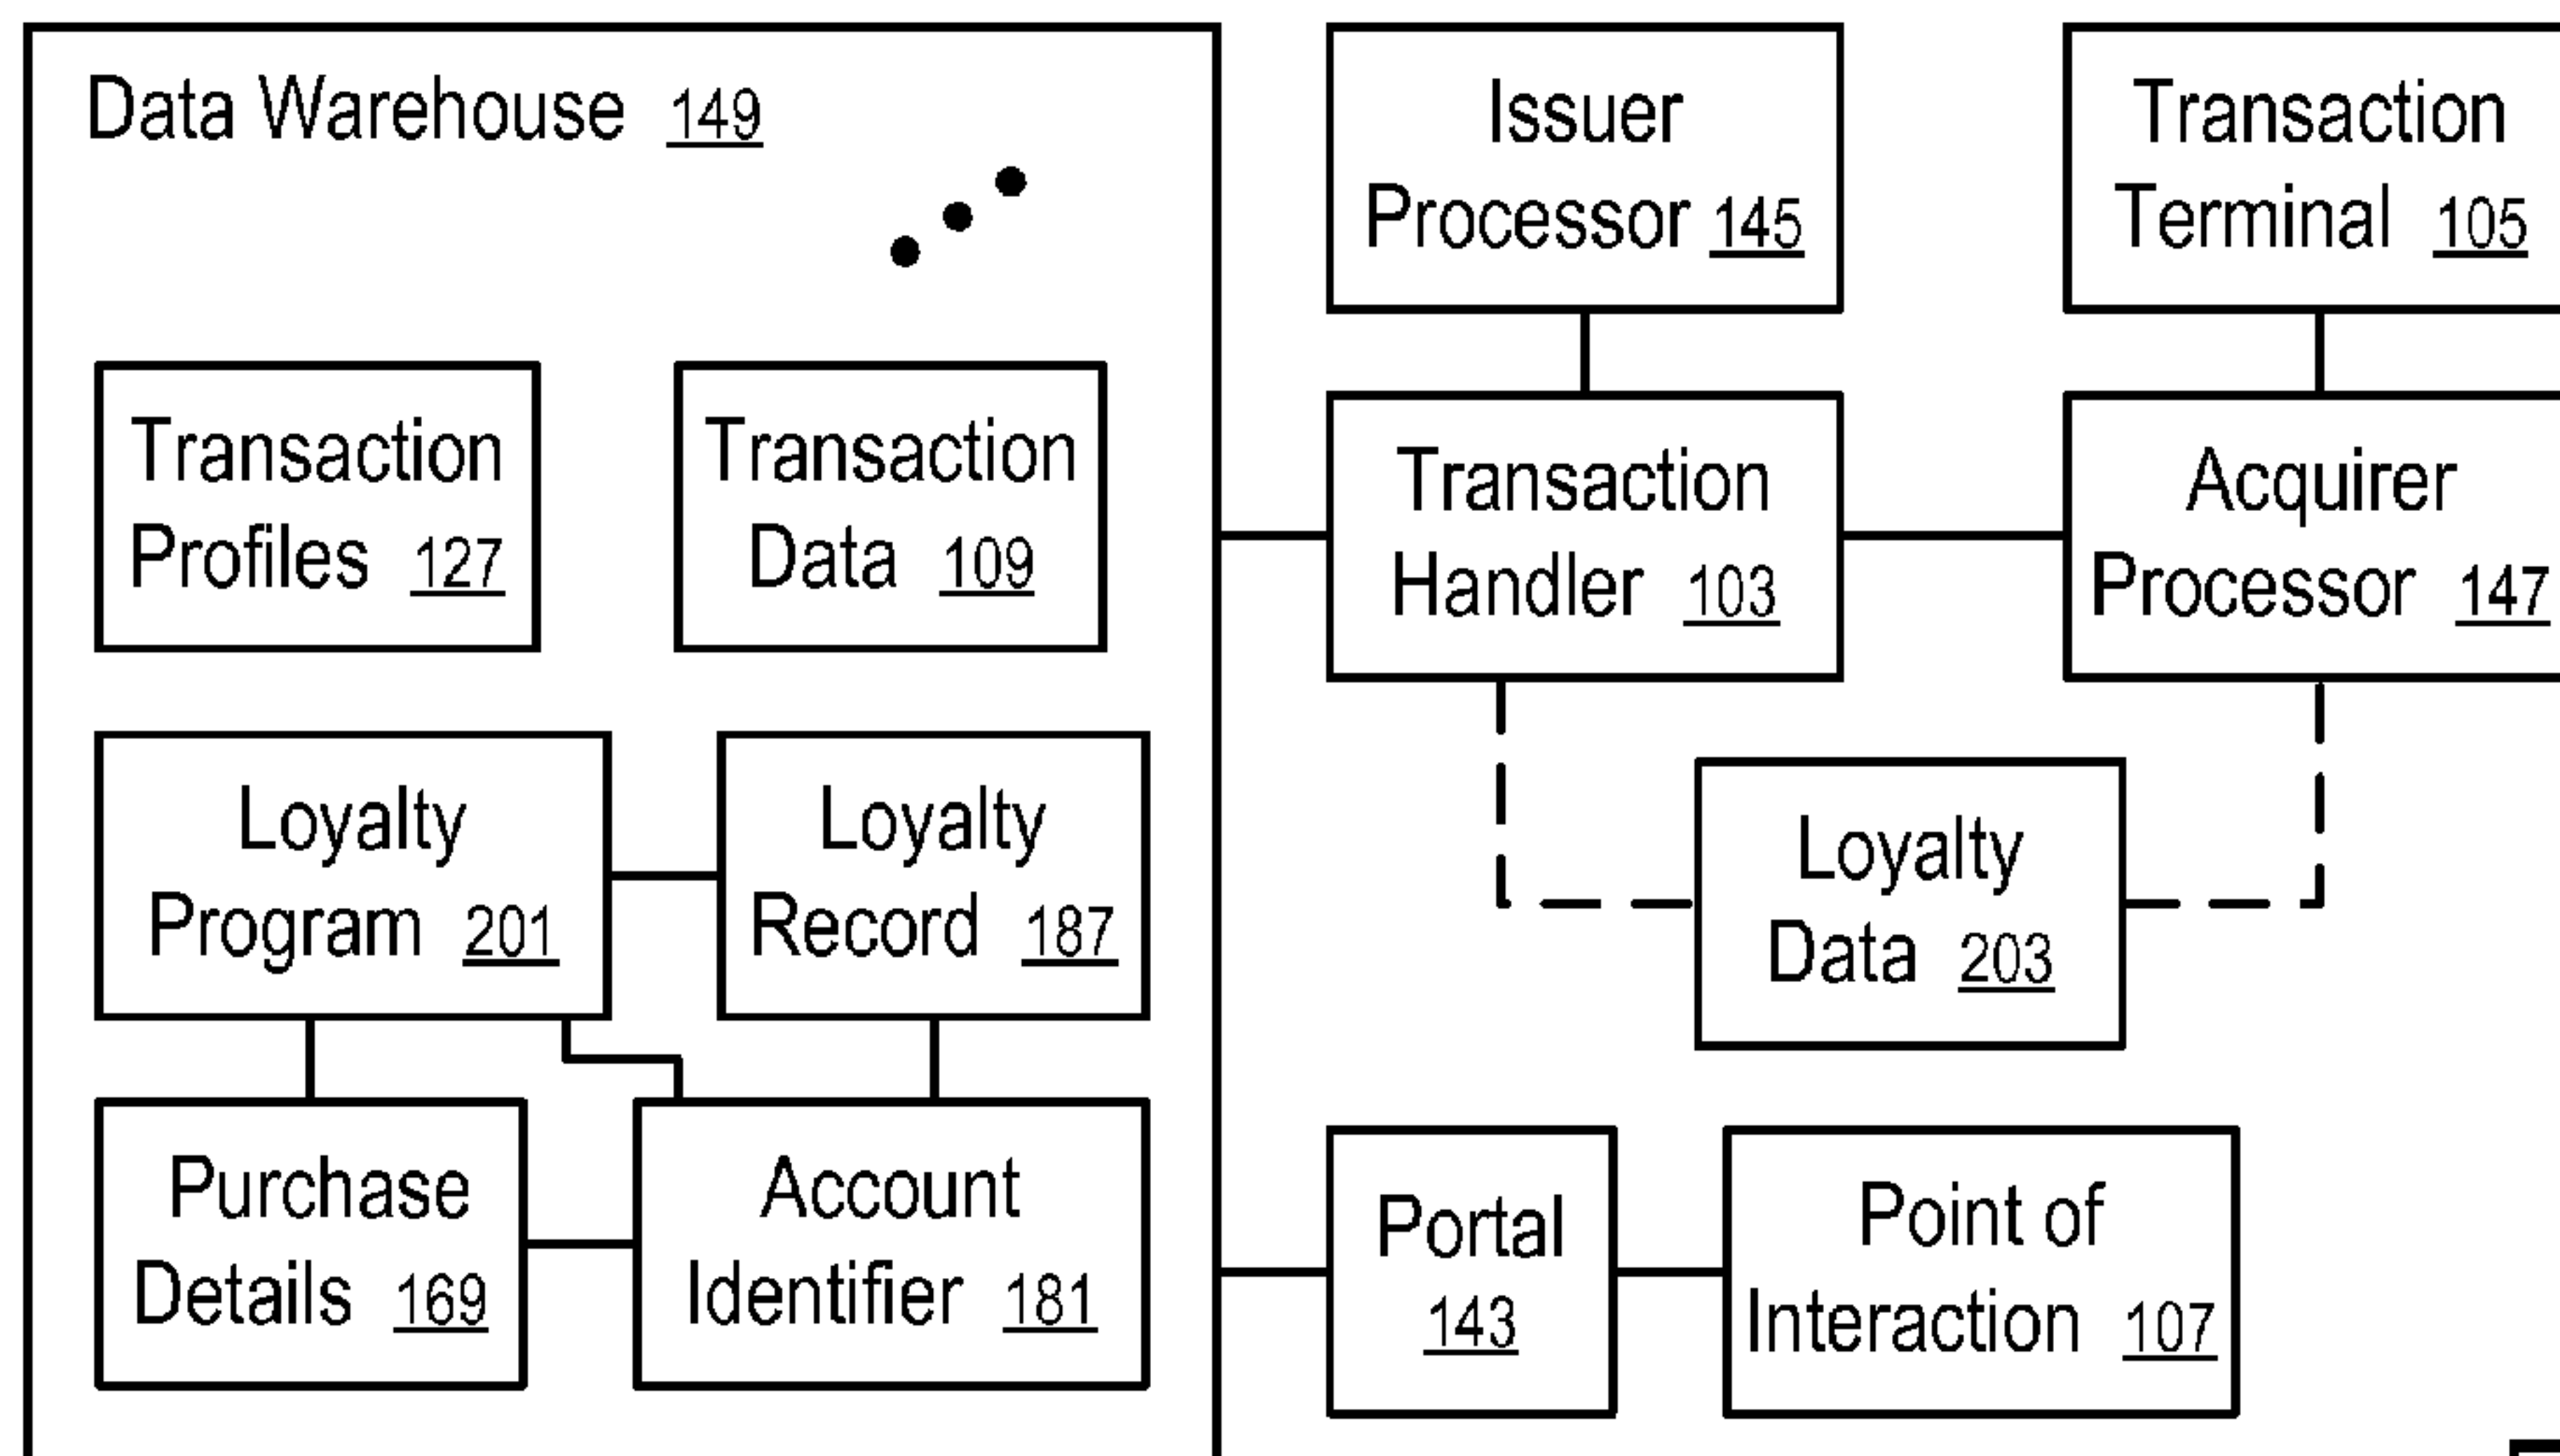 Data Warehouse 149
Transaction
Profiles 127
Transaction
Data 109
Loyalty
Program 201
Loyalty
Record 187
Purchase
Details 169
Account
Identifier 181
Issuer
Processor 145
Transaction
Terminal 105
Transaction
Handler 103
Acquirer
Processor 147
Loyalty
Data 203
Portal
143
Point of
Interaction 107